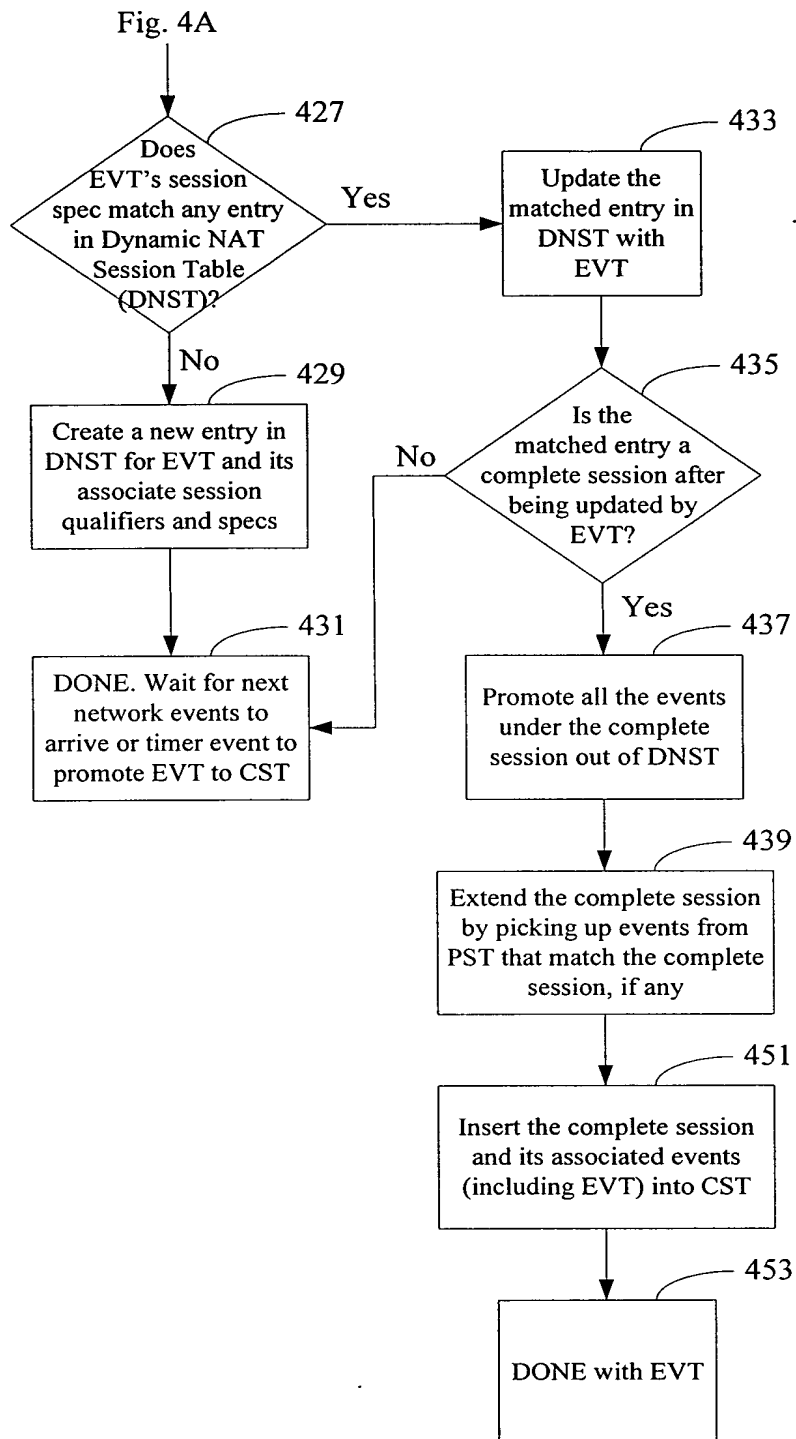 Fig. 4A
427
Does
EVT's session
spec match any entry
in Dynamic NAT
Session Table
(DNST)?
Yes
No
433
Update the
matched entry in
DNST with
EVT
429
Create a new entry in
DNST for EVT and its
associate session
qualifiers and specs
435
Is the
matched entry a
complete session after
being updated by
EVT?
No
Yes
431
DONE. Wait for next
network events to
arrive or timer event to
promote EVT to CST
437
Promote all the events
under the complete
session out of DNST
439
Extend the complete session
by picking up events from
PST that match the complete
session, if any
451
Insert the complete session
and its associated events
(including EVT) into CST
453
DONE with EVT